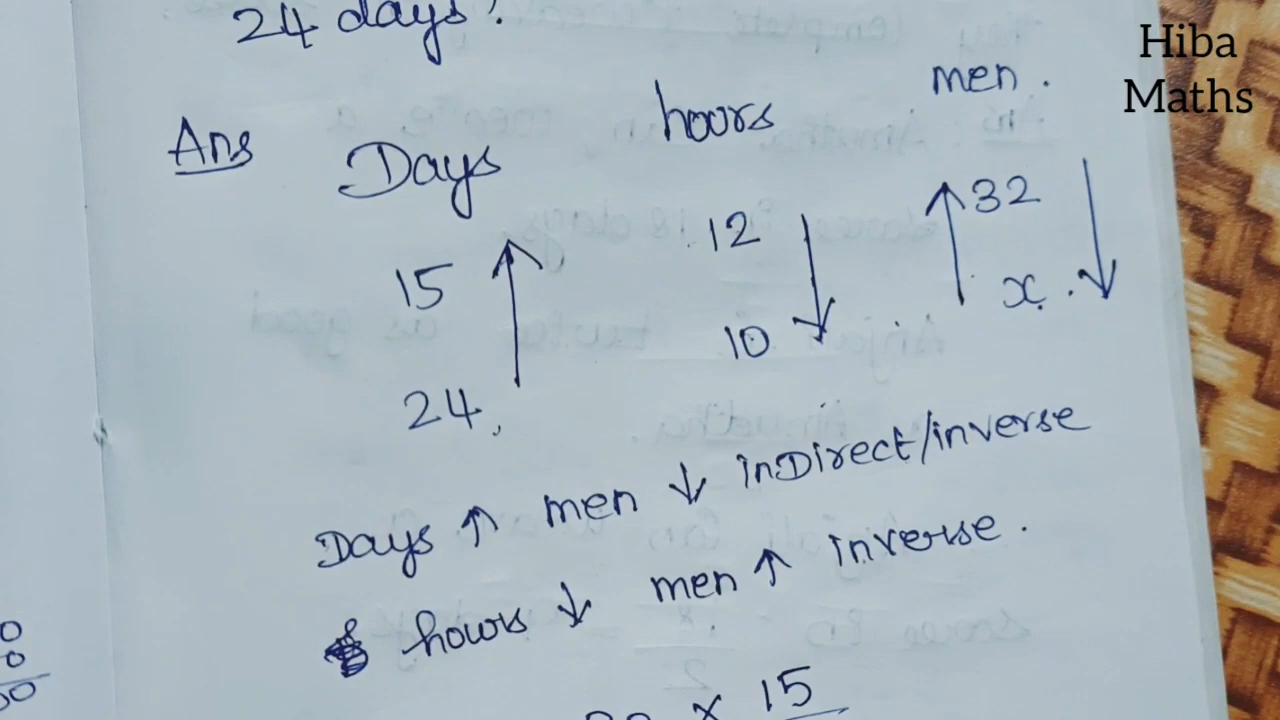 24 days?
Hiba
Maths
Ans Days hours men.
15 12 32
24 10 x
Days ↑ men ↓ inDirect/inverse
hours ↓ men ↑ inverse.
x 15